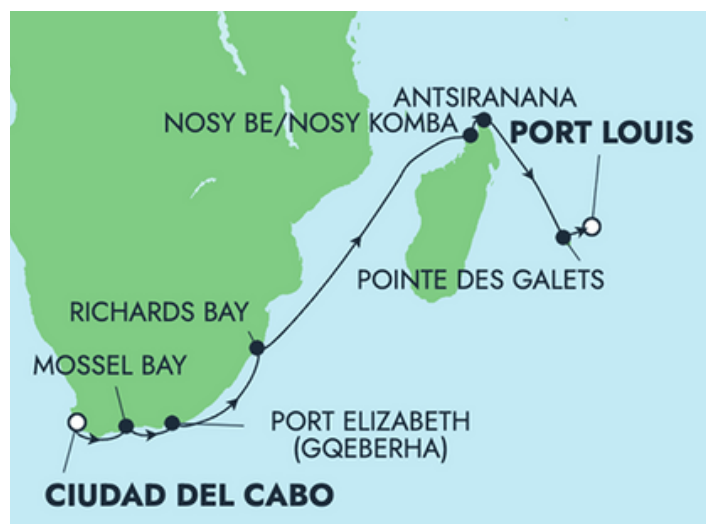 ANTSIRANANA
NOSY BE/NOSY KOMBA
PORT LOUIS
POINTE DES GALETS
RICHARDS BAY
MOSSEL BAY
PORT ELIZABETH
(GQEBERHA)
CIUDAD DEL CABO